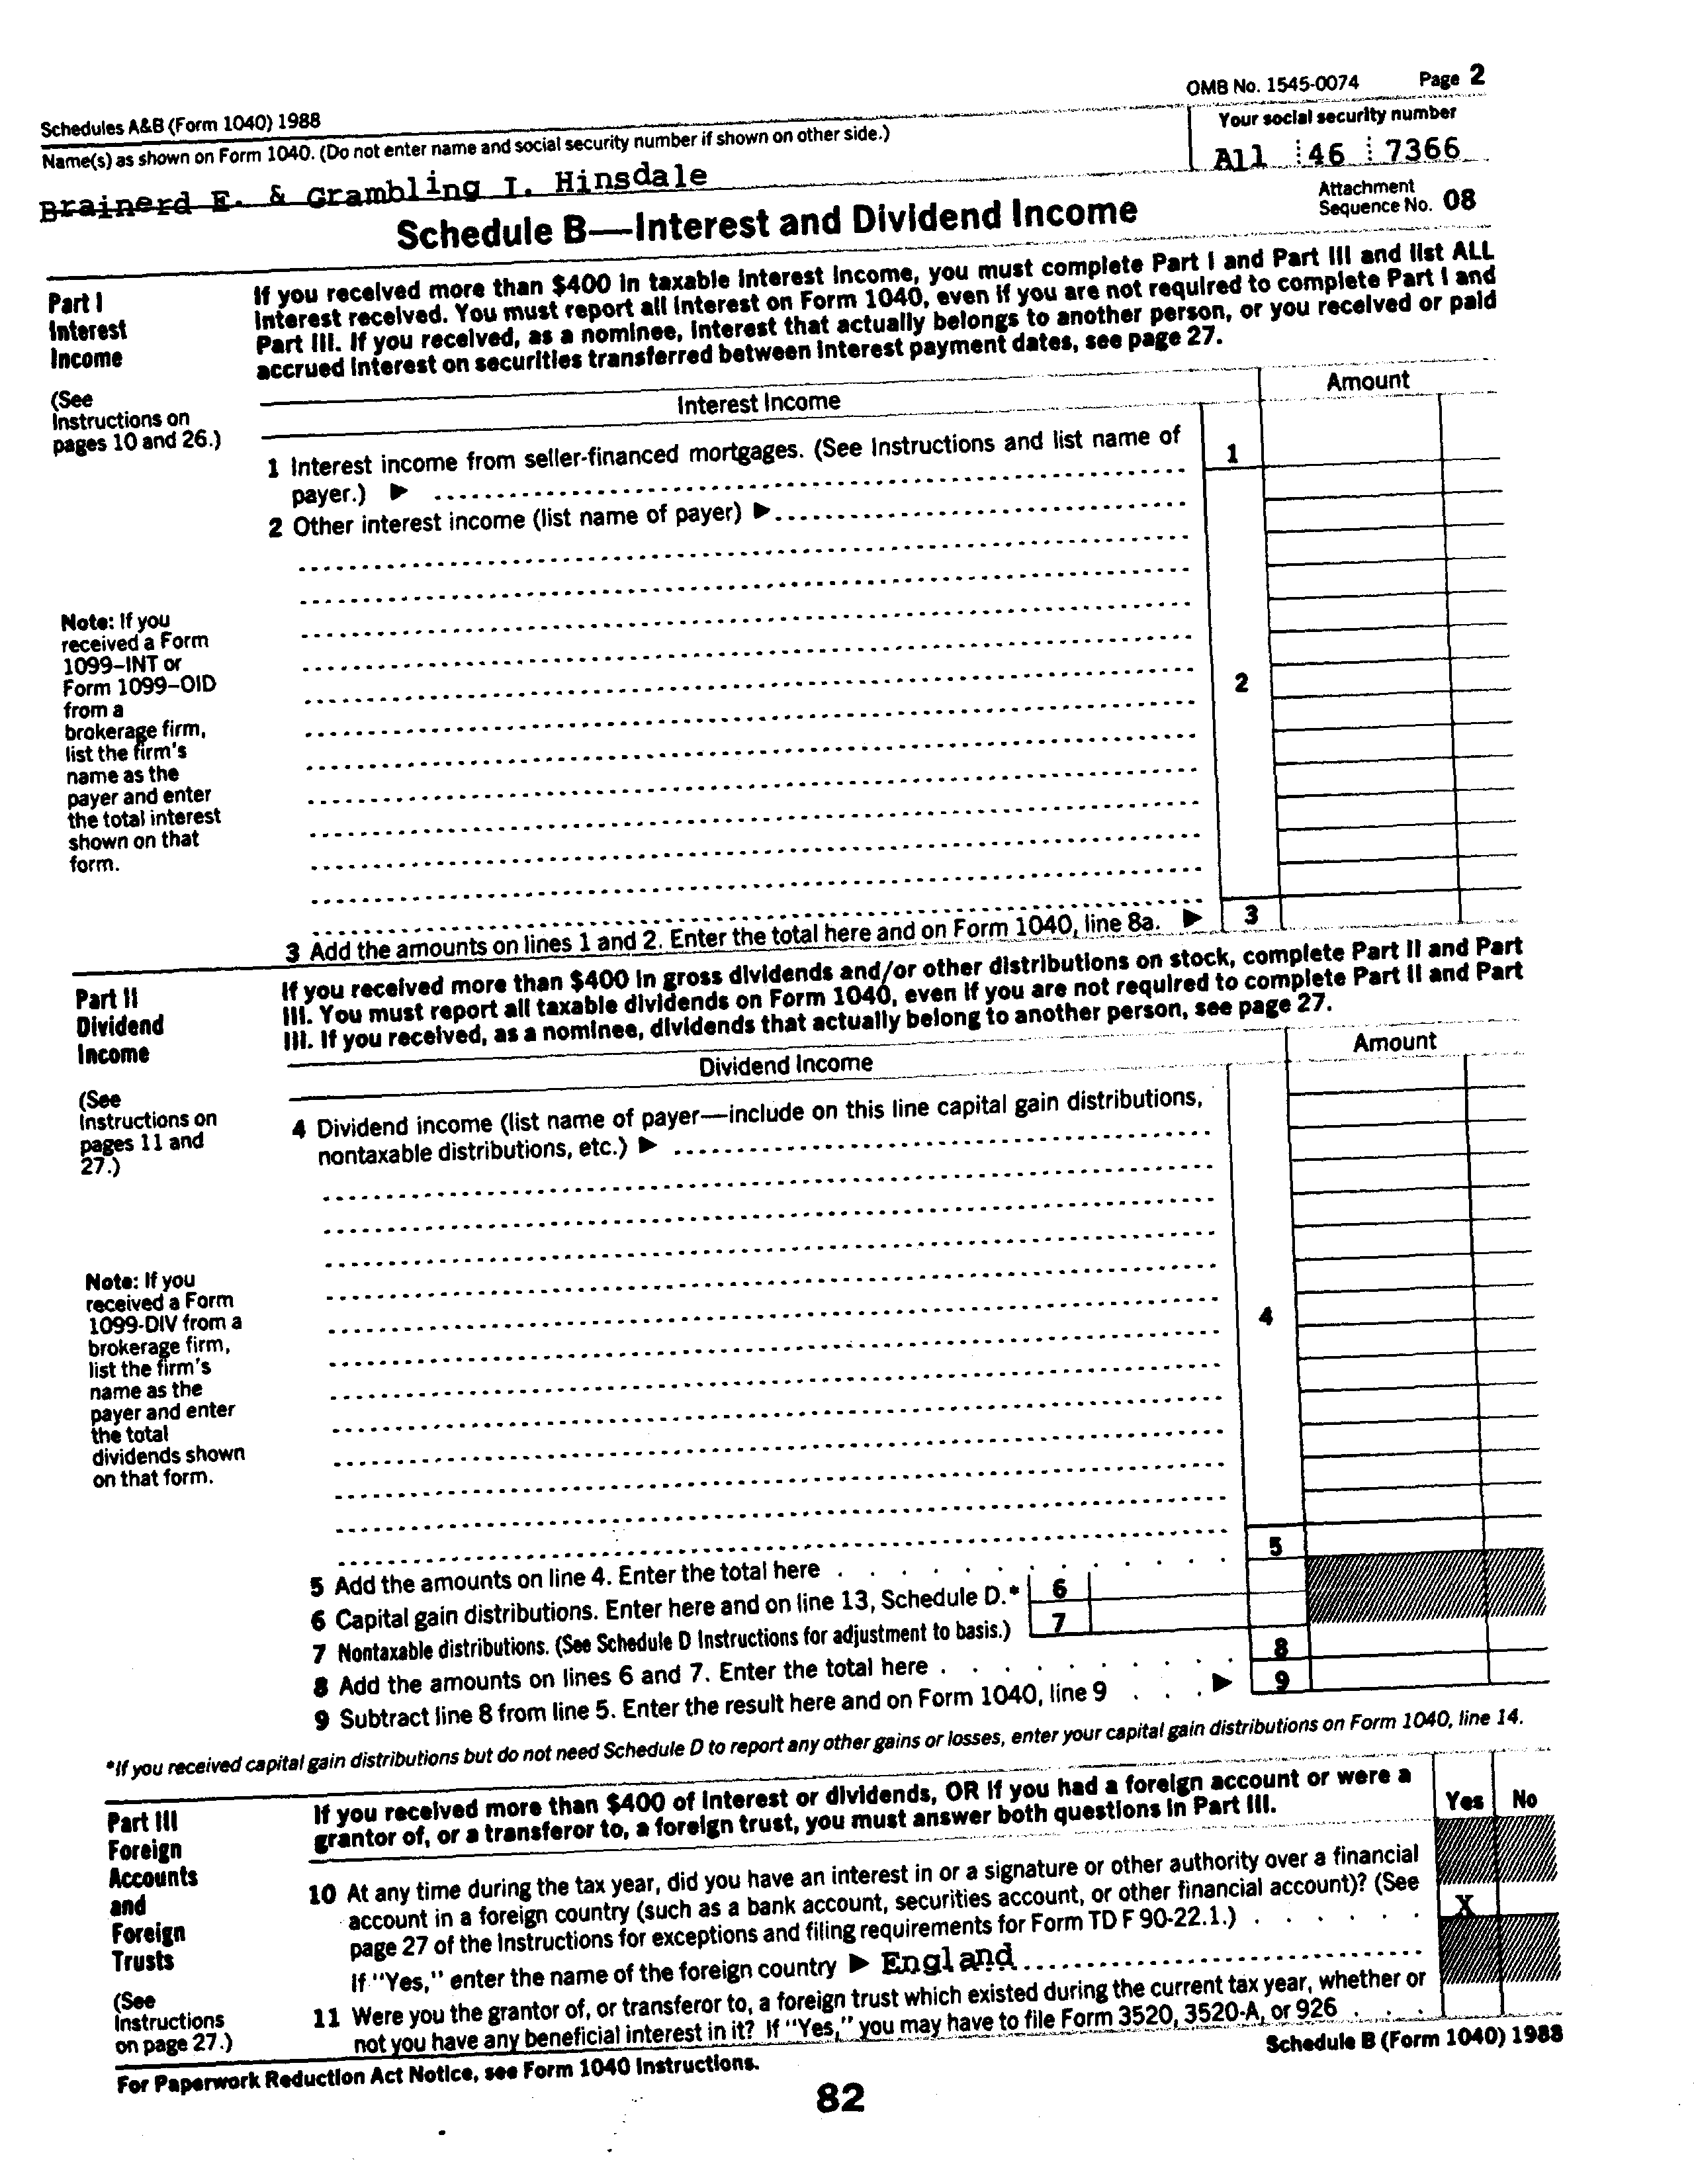 OMB No. 1545-0074 Page 2
Schedules A&B (Form 1040) 1988
Name(s) as shown on Form 1040. (Do not enter name and social security number if shown on other side.)
Your social security number
Brainerd E. & Grambling I. Hinsdale
All 46 7366
Schedule B—Interest and Dividend Income
Attachment
Sequence No. 08
Part I
Interest
Income
(See
Instructions on
pages 10 and 26.)
If you received more than $400 in taxable interest income, you must complete Part I and Part III and list ALL
interest received. You must report all interest on Form 1040, even if you are not required to complete Part I and
Part III. If you received, as a nominee, interest that actually belongs to another person, or you received or paid
accrued interest on securities transferred between interest payment dates, see page 27.
Interest Income
Amount
1 Interest income from seller-financed mortgages. (See Instructions and list name of
payer.) ▶
1
2 Other interest income (list name of payer) ▶
Note: If you
received a Form
1099–INT or
Form 1099–OID
from a
brokerage firm,
list the firm's
name as the
payer and enter
the total interest
shown on that
form.
2
3 Add the amounts on lines 1 and 2. Enter the total here and on Form 1040, line 8a. ▶ 3
Part II
Dividend
Income
(See
Instructions on
pages 11 and
27.)
If you received more than $400 in gross dividends and/or other distributions on stock, complete Part II and Part
III. You must report all taxable dividends on Form 1040, even if you are not required to complete Part II and Part
III. If you received, as a nominee, dividends that actually belong to another person, see page 27.
Dividend Income
Amount
4 Dividend income (list name of payer—include on this line capital gain distributions,
nontaxable distributions, etc.) ▶
Note: If you
received a Form
1099-DIV from a
brokerage firm,
list the firm's
name as the
payer and enter
the total
dividends shown
on that form.
4
5 Add the amounts on line 4. Enter the total here . . . . . . . . . . . . 5
6 Capital gain distributions. Enter here and on line 13, Schedule D.* 6
7 Nontaxable distributions. (See Schedule D Instructions for adjustment to basis.) 7
8 Add the amounts on lines 6 and 7. Enter the total here . . . . . . . . . . 8
9 Subtract line 8 from line 5. Enter the result here and on Form 1040, line 9 . . . ▶ 9
*If you received capital gain distributions but do not need Schedule D to report any other gains or losses, enter your capital gain distributions on Form 1040, line 14.
Part III
Foreign
Accounts
and
Foreign
Trusts
(See
Instructions
on page 27.)
If you received more than $400 of interest or dividends, OR if you had a foreign account or were a
grantor of, or a transferor to, a foreign trust, you must answer both questions in Part III.
Yes No
10 At any time during the tax year, did you have an interest in or a signature or other authority over a financial
account in a foreign country (such as a bank account, securities account, or other financial account)? (See
page 27 of the Instructions for exceptions and filing requirements for Form TD F 90-22.1.) . . . . . . X
If "Yes," enter the name of the foreign country ▶ England
11 Were you the grantor of, or transferor to, a foreign trust which existed during the current tax year, whether or
not you have any beneficial interest in it? If "Yes," you may have to file Form 3520, 3520-A, or 926 . . .
For Paperwork Reduction Act Notice, see Form 1040 Instructions.
Schedule B (Form 1040) 1988
82